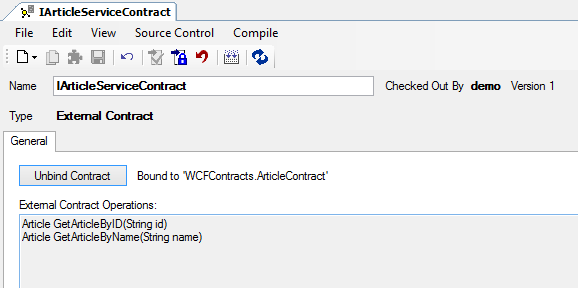 IArticleServiceContract
File Edit View Source Control Compile
Name IArticleServiceContract Checked Out By demo Version 1
Type External Contract
General
Unbind Contract Bound to 'WCFContracts.ArticleContract'
External Contract Operations:
Article GetArticleByID(String id)
Article GetArticleByName(String name)